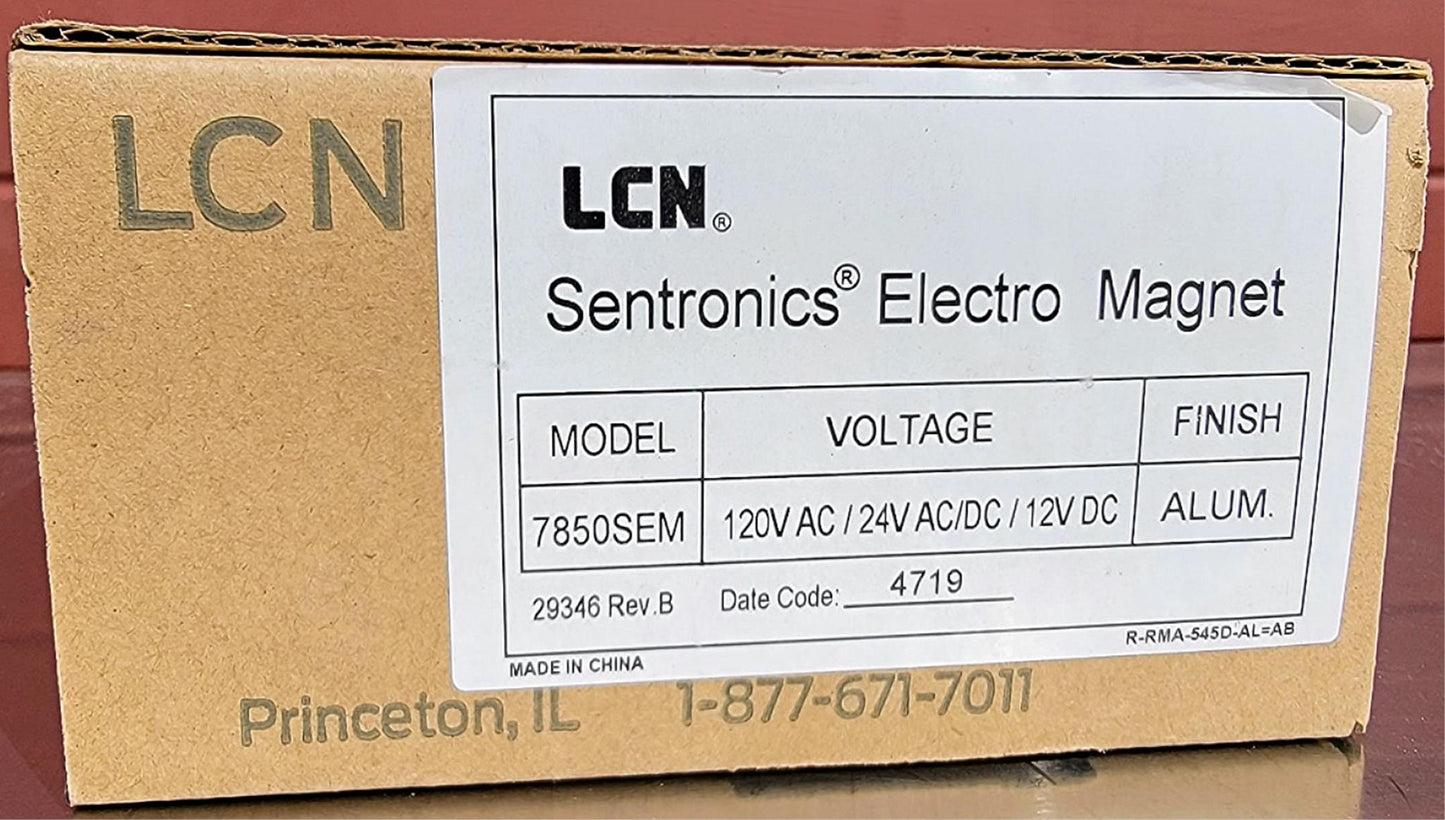 LCN
LCN®
Sentronics® Electro Magnet
MODEL VOLTAGE FINISH
7850SEM 120V AC / 24V AC/DC / 12V DC ALUM.
29346 Rev.B Date Code: 4719
R-RMA-545D-AL=AB
MADE IN CHINA
Princeton, IL 1-877-671-7011